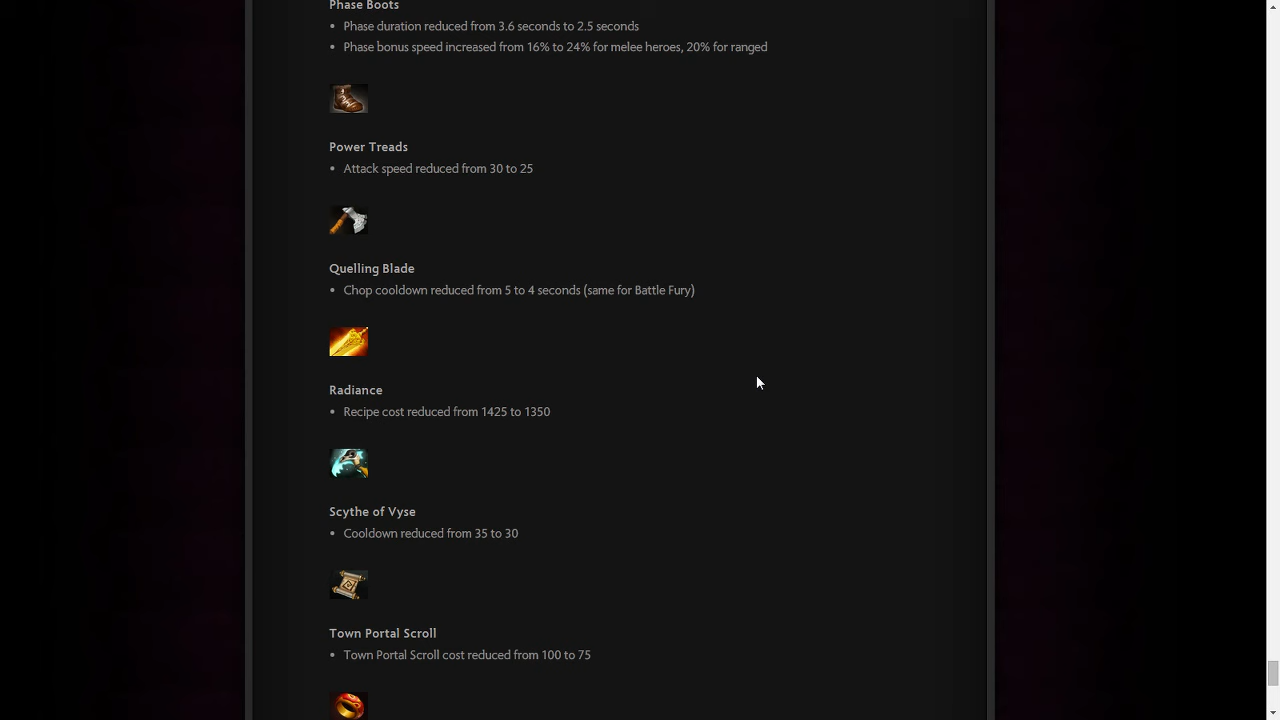 Phase Boots
• Phase duration reduced from 3.6 seconds to 2.5 seconds
• Phase bonus speed increased from 16% to 24% for melee heroes, 20% for ranged
Power Treads
• Attack speed reduced from 30 to 25
Quelling Blade
• Chop cooldown reduced from 5 to 4 seconds (same for Battle Fury)
Radiance
• Recipe cost reduced from 1425 to 1350
Scythe of Vyse
• Cooldown reduced from 35 to 30
Town Portal Scroll
• Town Portal Scroll cost reduced from 100 to 75